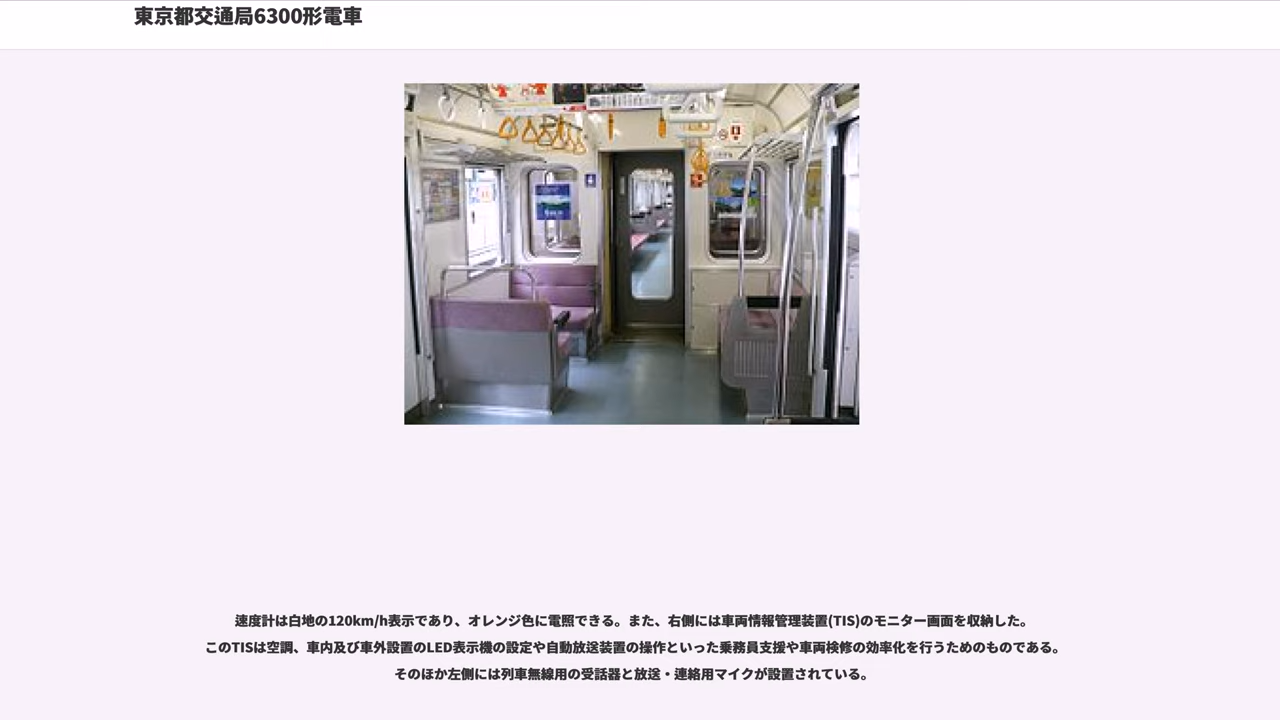 東京都交通局6300形電車
速度計は白地の120km/h表示であり、オレンジ色に電照できる。また、右側には車両情報管理装置(TIS)のモニター画面を収納した。
このTISは空調、車内及び車外設置のLED表示機の設定や自動放送装置の操作といった乗務員支援や車両検修の効率化を行うためのものである。
そのほか左側には列車無線用の受話器と放送・連絡用マイクが設置されている。